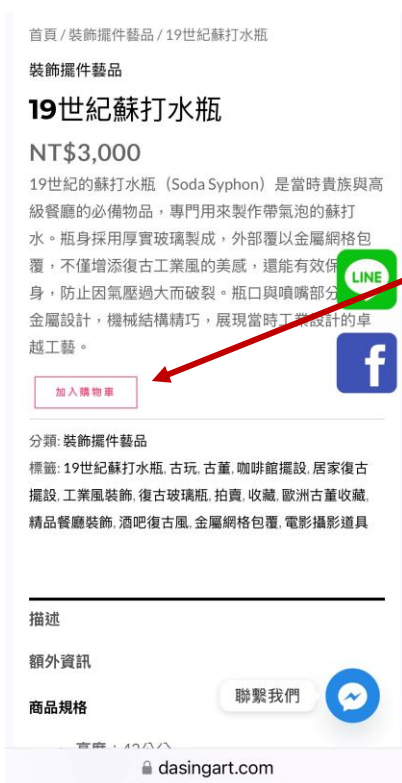 首頁 / 裝飾擺件藝品 / 19世紀蘇打水瓶
裝飾擺件藝品
19世紀蘇打水瓶
NT$3,000
19世紀的蘇打水瓶（Soda Syphon）是當時貴族與高
級餐廳的必備物品，專門用來製作帶氣泡的蘇打
水。瓶身採用厚實玻璃製成，外部覆以金屬網格包
覆，不僅增添復古工業風的美感，還能有效保
LINE
身，防止因氣壓過大而破裂。瓶口與噴嘴部分
金屬設計，機械結構精巧，展現當時工業設計的卓
越工藝。
f
加入購物車
分類: 裝飾擺件藝品
標籤: 19世紀蘇打水瓶, 古玩, 古董, 咖啡館擺設, 居家復古
擺設, 工業風裝飾, 復古玻璃瓶, 拍賣, 收藏, 歐洲古董收藏,
精品餐廳裝飾, 酒吧復古風, 金屬網格包覆, 電影攝影道具
描述
額外資訊
聯繫我們
商品規格
dasingart.com